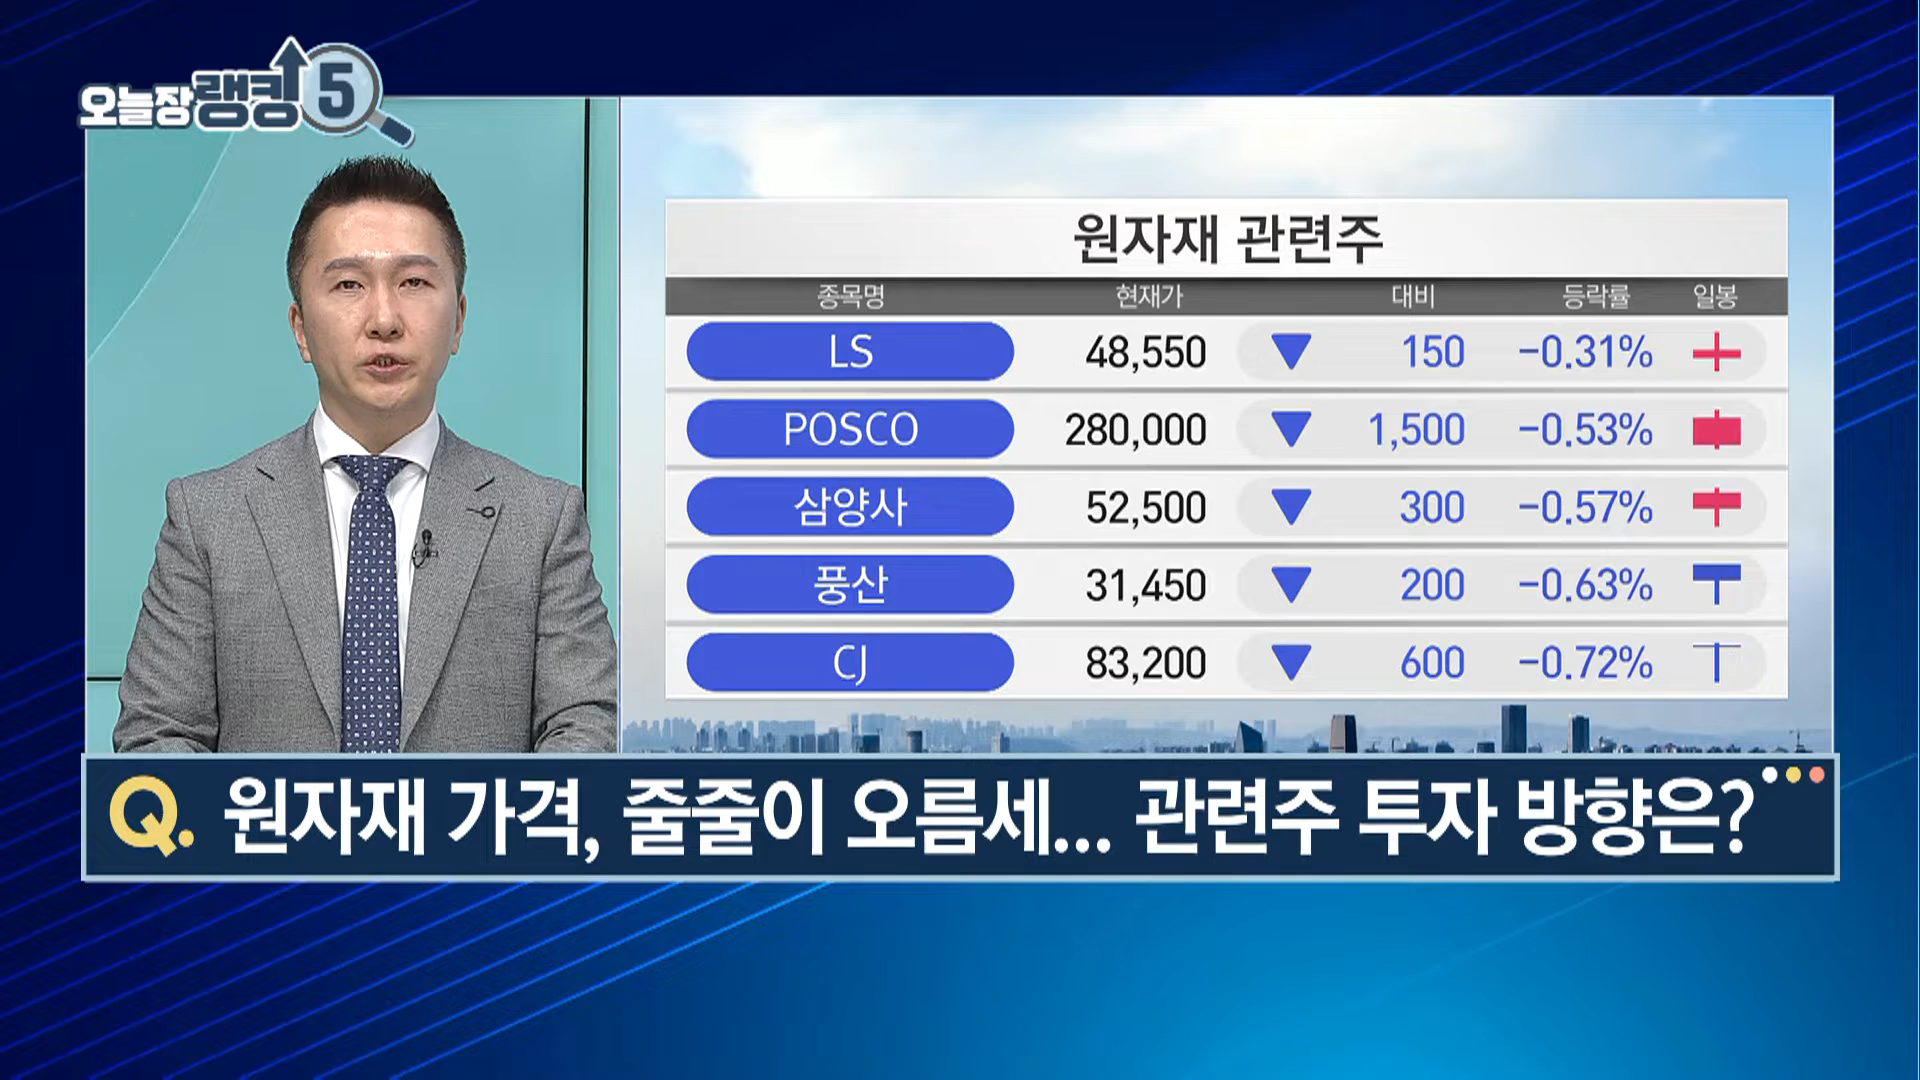 오늘장 랭킹 5
원자재 관련주
종목명 현재가 대비 등락률 일봉
LS 48,550 ▼ 150 -0.31%
POSCO 280,000 ▼ 1,500 -0.53%
삼양사 52,500 ▼ 300 -0.57%
풍산 31,450 ▼ 200 -0.63%
CJ 83,200 ▼ 600 -0.72%
Q. 원자재 가격, 줄줄이 오름세... 관련주 투자 방향은?